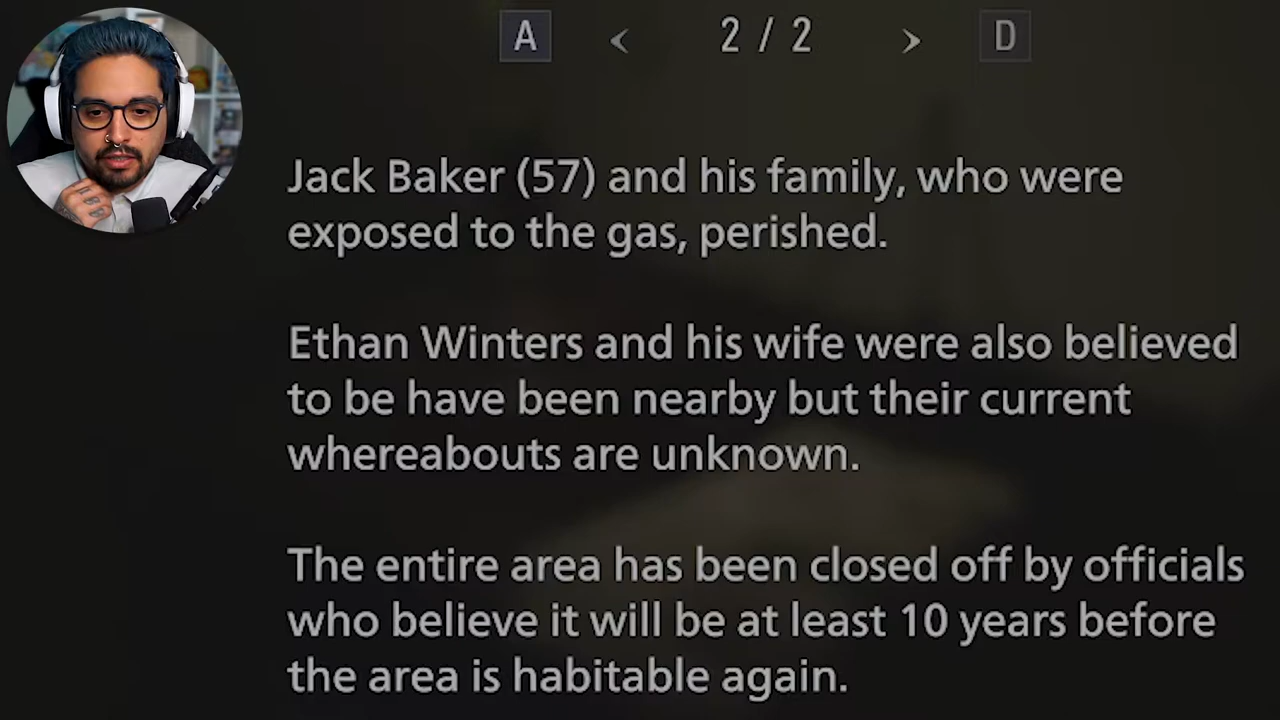 A < 2 / 2 > D
Jack Baker (57) and his family, who were
exposed to the gas, perished.
Ethan Winters and his wife were also believed
to be have been nearby but their current
whereabouts are unknown.
The entire area has been closed off by officials
who believe it will be at least 10 years before
the area is habitable again.